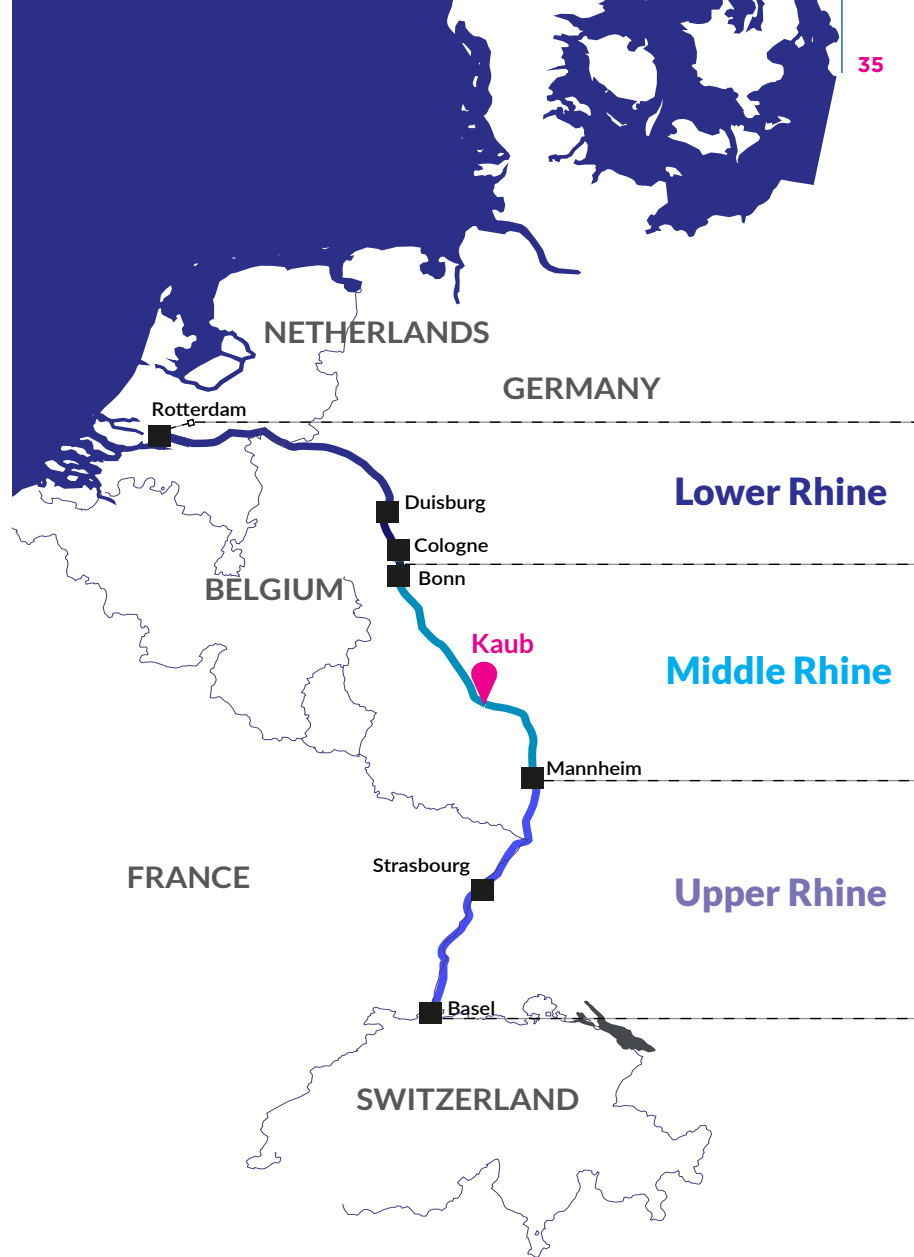 35
NETHERLANDS
GERMANY
Rotterdam
Lower Rhine
Duisburg
Cologne
Bonn
BELGIUM
Kaub
Middle Rhine
Mannheim
Strasbourg
FRANCE
Upper Rhine
Basel
SWITZERLAND